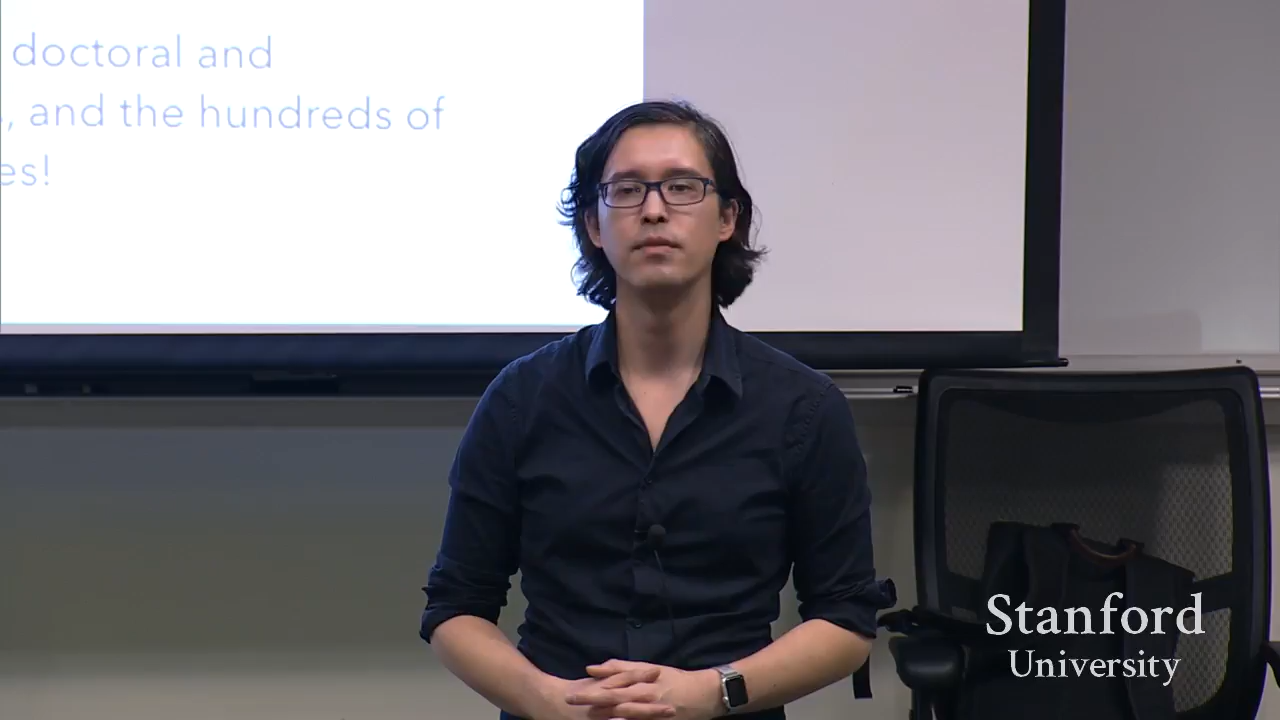 doctoral and
, and the hundreds of
es!
Stanford
University